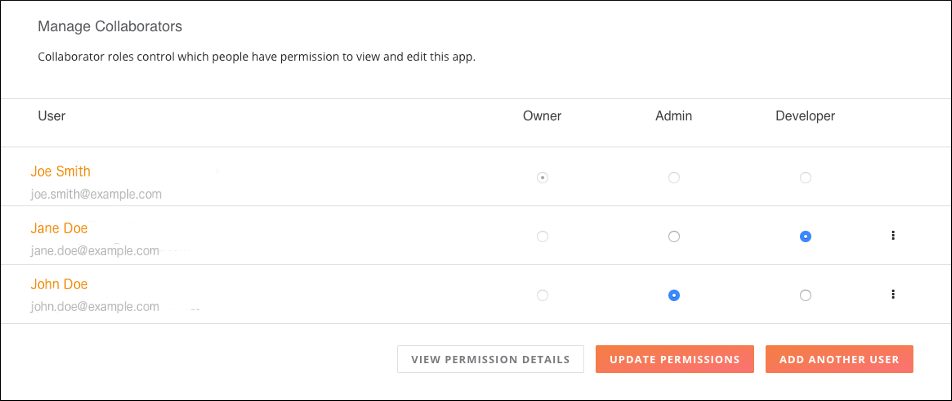 Manage Collaborators
Collaborator roles control which people have permission to view and edit this app.
User Owner Admin Developer
Joe Smith
joe.smith@example.com
Jane Doe
jane.doe@example.com
John Doe
john.doe@example.com
VIEW PERMISSION DETAILS UPDATE PERMISSIONS ADD ANOTHER USER